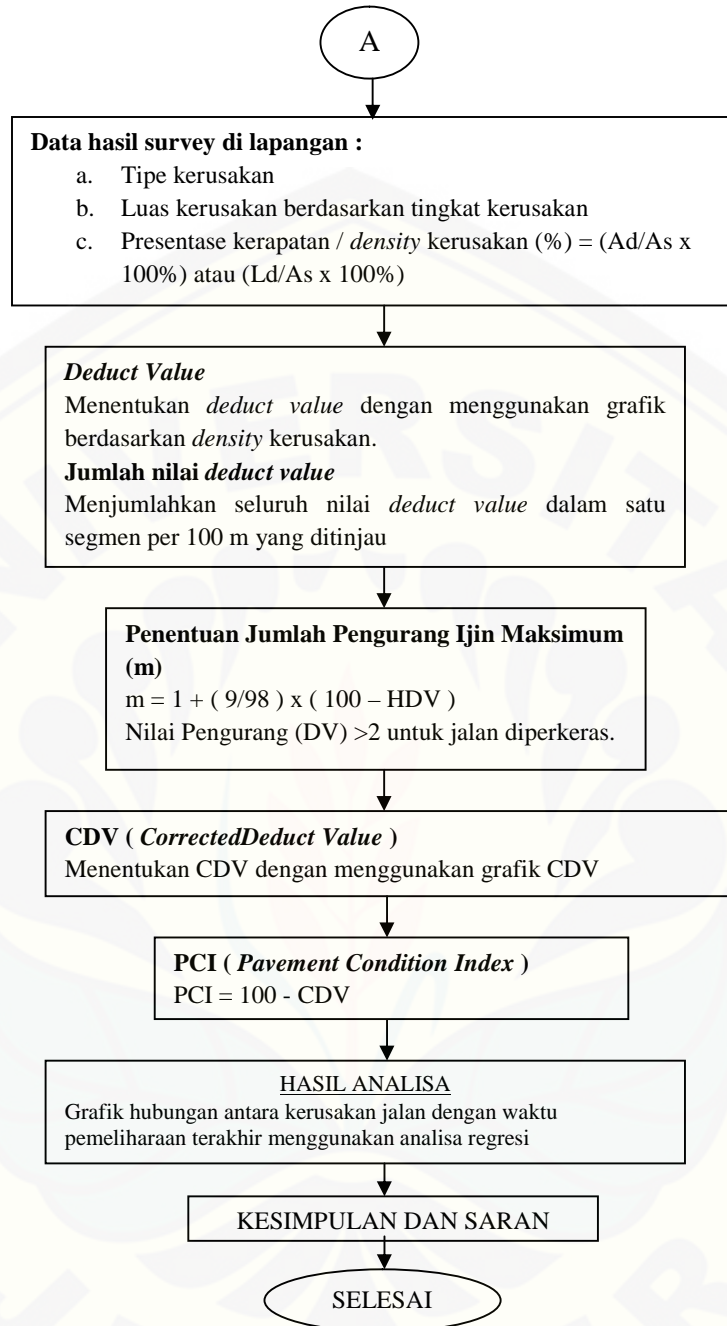 A
Data hasil survey di lapangan :
a. Tipe kerusakan
b. Luas kerusakan berdasarkan tingkat kerusakan
c. Presentase kerapatan / density kerusakan (%) = (Ad/As x
100%) atau (Ld/As x 100%)
Deduct Value
Menentukan deduct value dengan menggunakan grafik
berdasarkan density kerusakan.
Jumlah nilai deduct value
Menjumlahkan seluruh nilai deduct value dalam satu
segmen per 100 m yang ditinjau
Penentuan Jumlah Pengurang Ijin Maksimum
(m)
m = 1 + ( 9/98 ) x ( 100 – HDV )
Nilai Pengurang (DV) >2 untuk jalan diperkeras.
CDV ( CorrectedDeduct Value )
Menentukan CDV dengan menggunakan grafik CDV
PCI ( Pavement Condition Index )
PCI = 100 - CDV
HASIL ANALISA
Grafik hubungan antara kerusakan jalan dengan waktu
pemeliharaan terakhir menggunakan analisa regresi
KESIMPULAN DAN SARAN
SELESAI